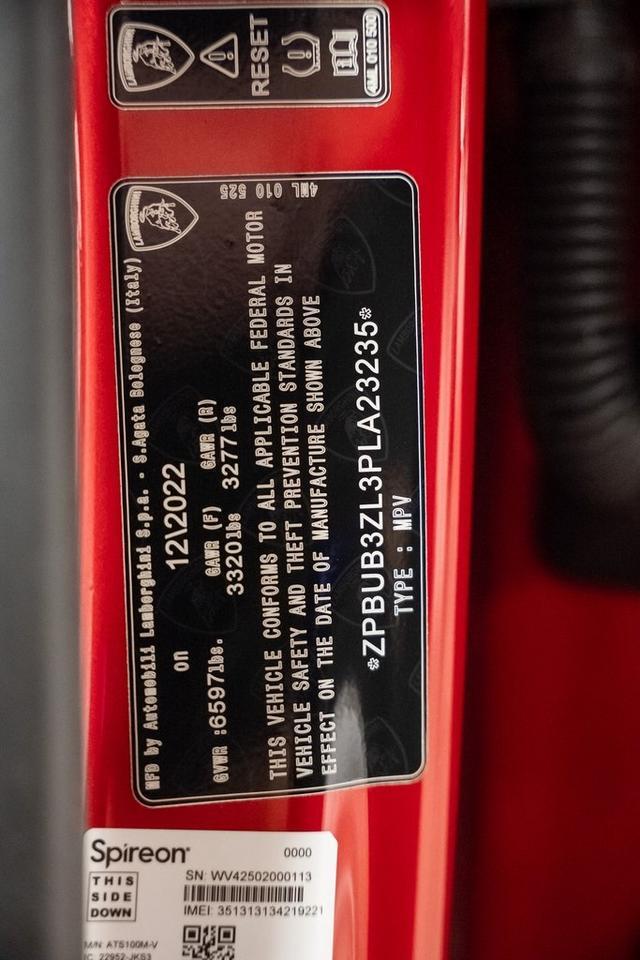 LAMBORGHINI
RESET
4ML 010 500
LAMBORGHINI
4ML 010 525
MFD by Automobili Lamborghini S.p.a. - S.Agata Bolognese (Italy)
on 12\2022
GVWR :6597lbs. GAWR (F) GAWR (R)
3320lbs 3277lbs
THIS VEHICLE CONFORMS TO ALL APPLICABLE FEDERAL MOTOR
VEHICLE SAFETY AND THEFT PREVENTION STANDARDS IN
EFFECT ON THE DATE OF MANUFACTURE SHOWN ABOVE
*ZPBUB3ZL3PLA23235*
TYPE : MPV
Spireon 0000
THIS
SIDE
DOWN
SN: WV42502000113
IMEI: 351313134219221
M/N: ATS100M-V
IC: 22952-JKS3